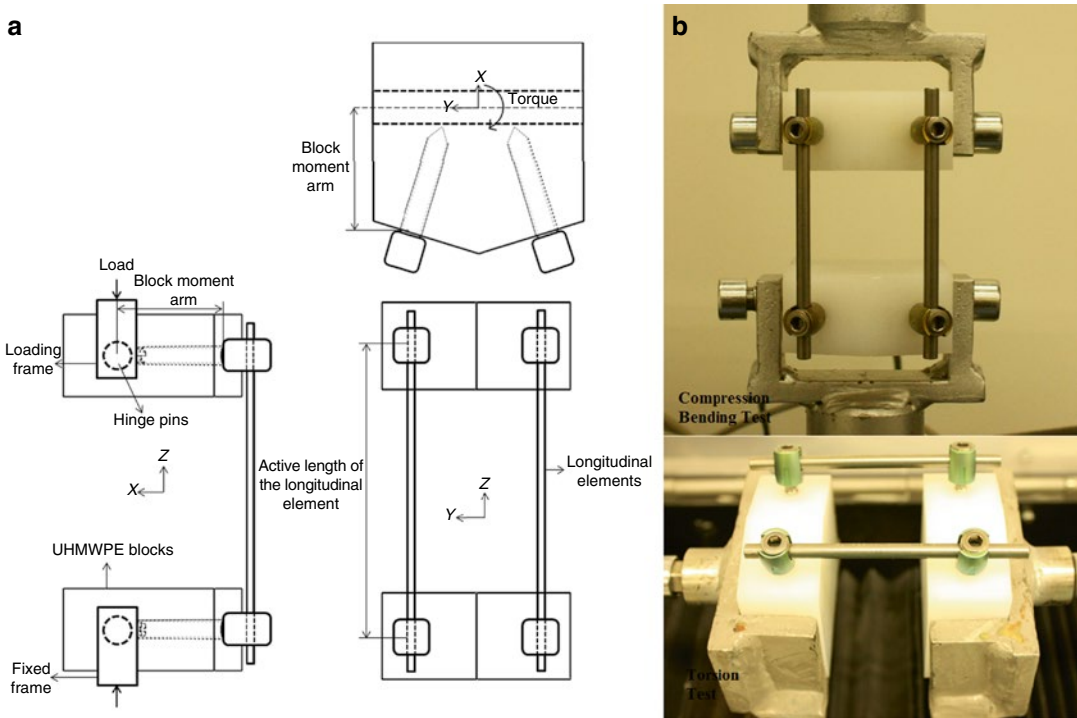 a
X
Y
Torque
Block
moment
arm
Load
Block moment
arm
Loading
frame
Hinge pins
Z
X
Active length of
the longitudinal
element
Z
Y
Longitudinal
elements
UHMWPE blocks
Fixed
frame
b
Compression
Bending Test
Torsion
Test